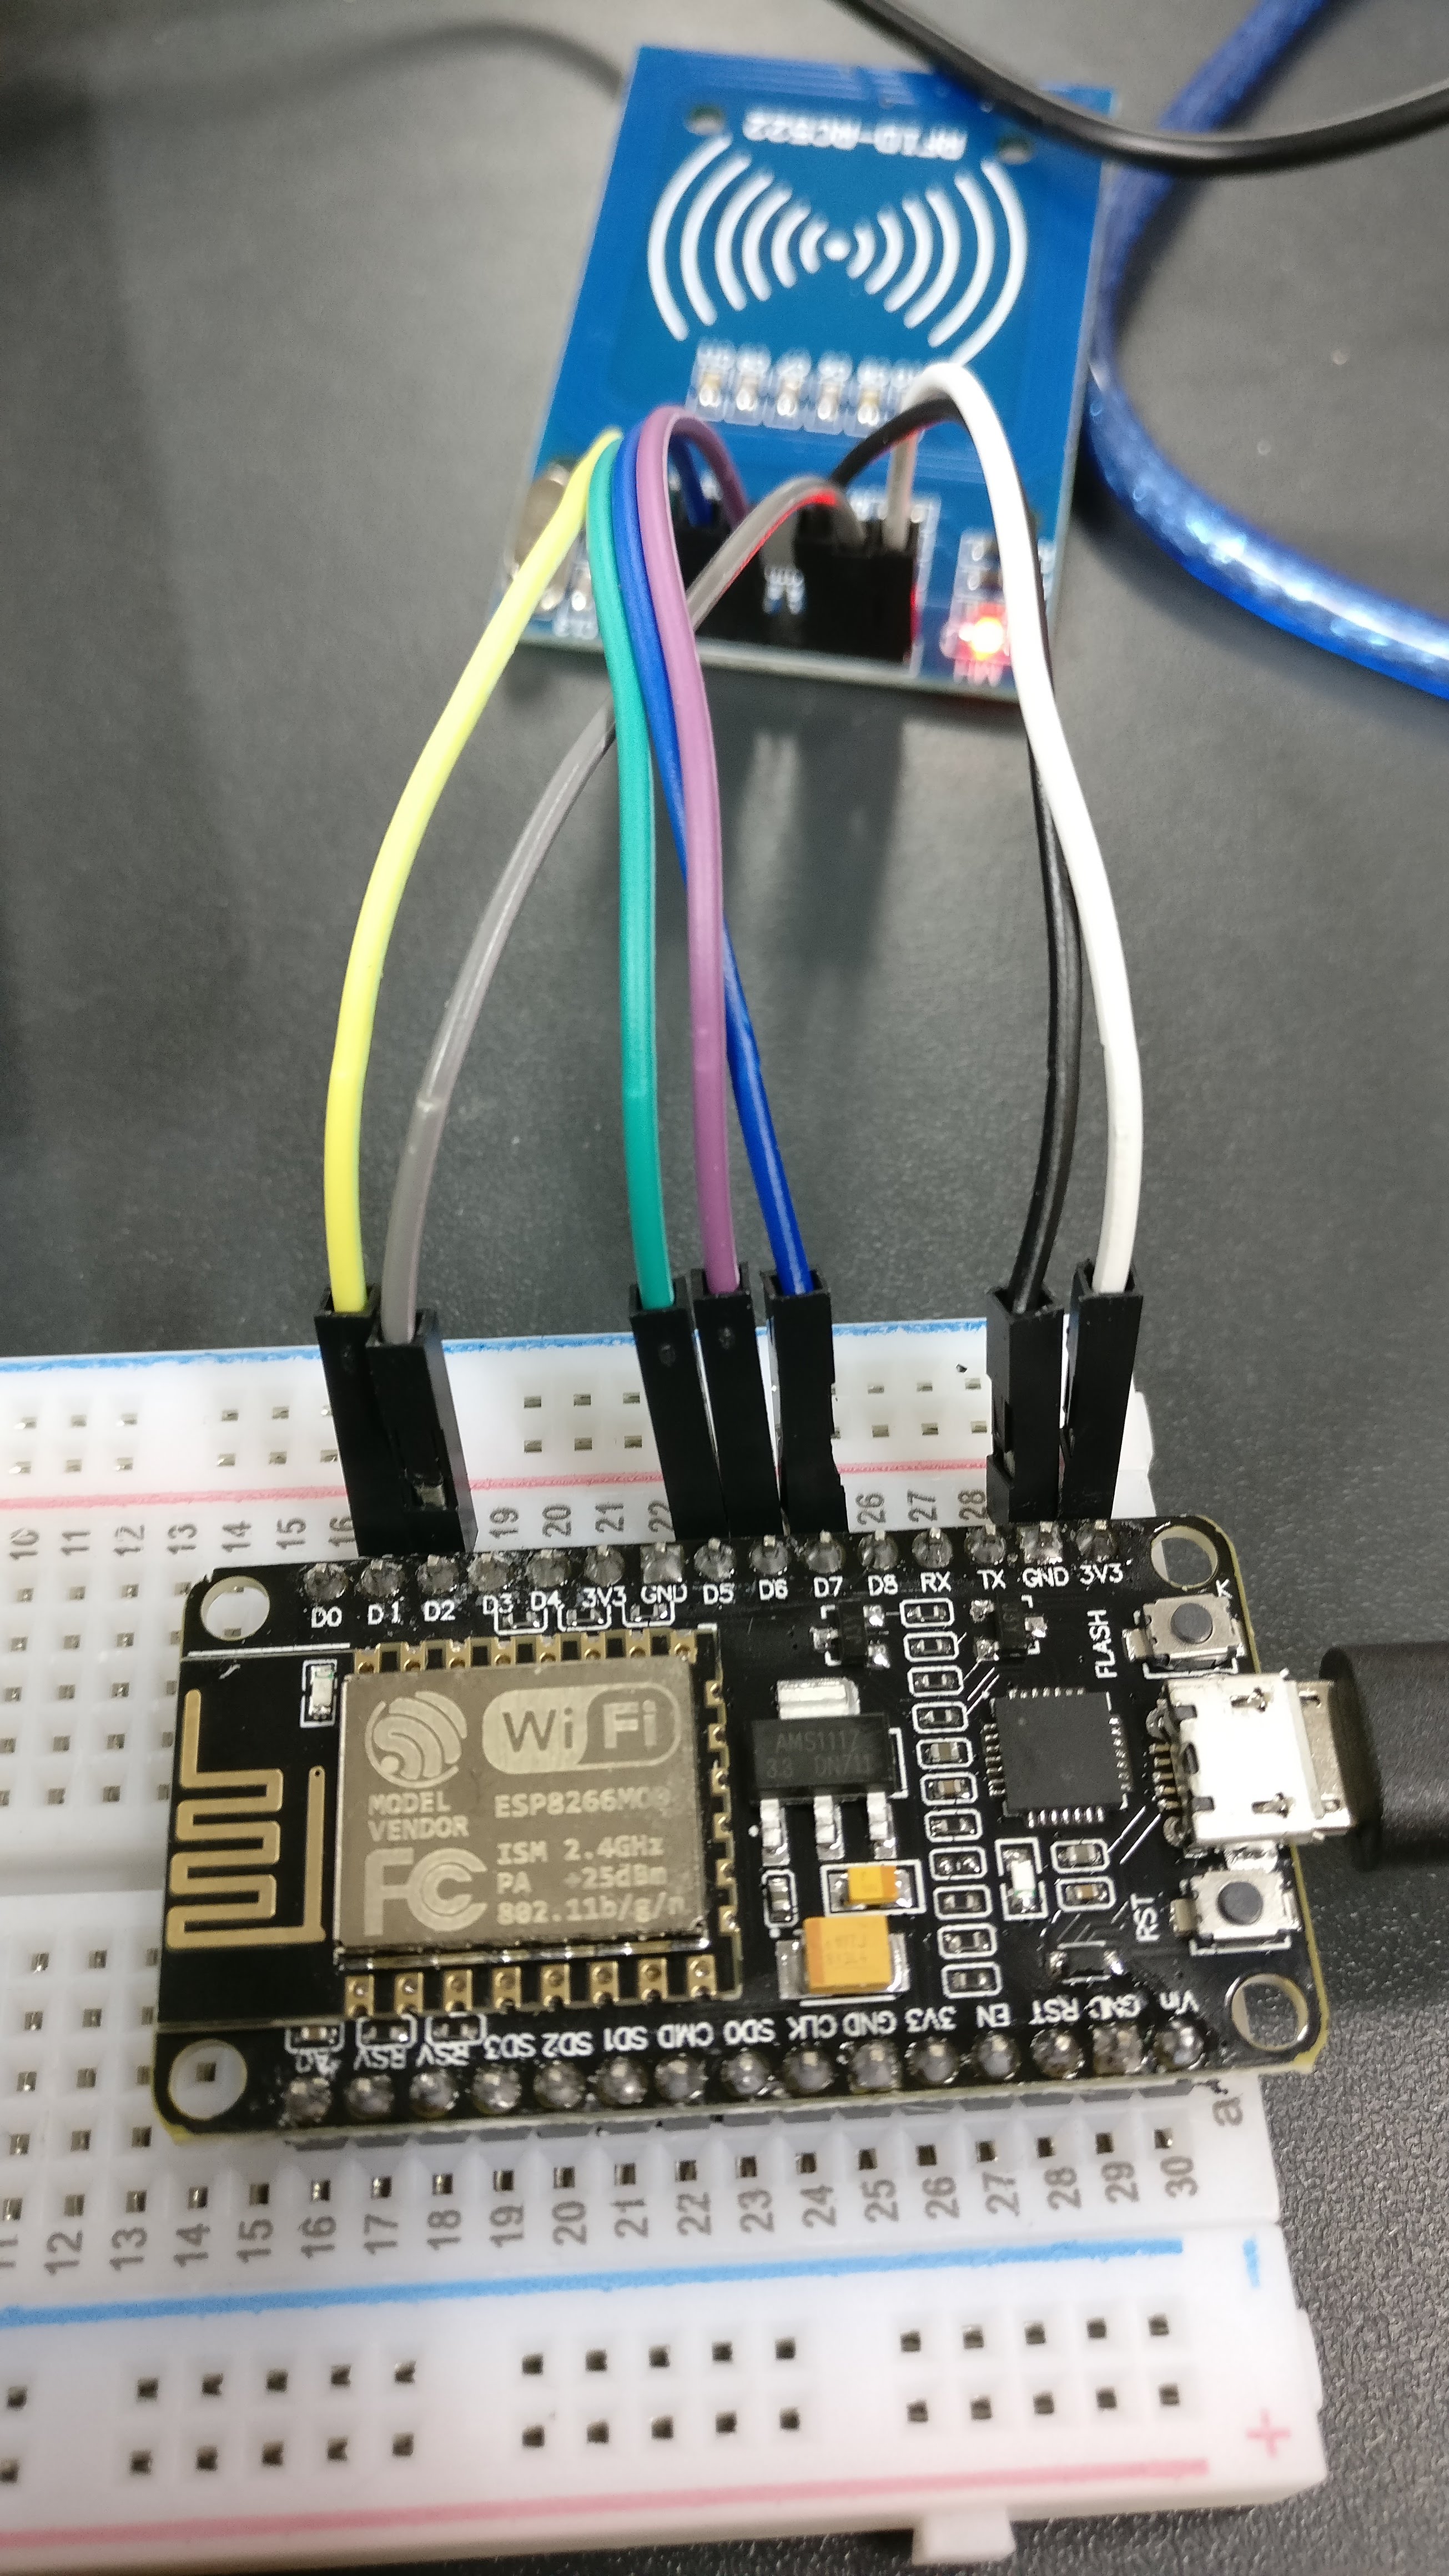 RFID-RC522
10 11 12 13 14 15 16 19 20 21 22 26 27 28
D0 D1 D2 D3 D4 3V3 GND D5 D6 D7 D8 RX TX GND 3V3
K
FLASH
WiFi
MODEL ESP8266MOD
VENDOR
ISM 2.4GHz
PA +25dBm
802.11b/g/n
FC
AMS1117
3.3 DN711
RST
A0 RSV RSV SD3 SD2 SD1 CMD SD0 CLK GND 3V3 EN RST GND Vin
a
11 12 13 14 15 16 17 18 19 20 21 22 23 24 25 26 27 28 29 30
-
+